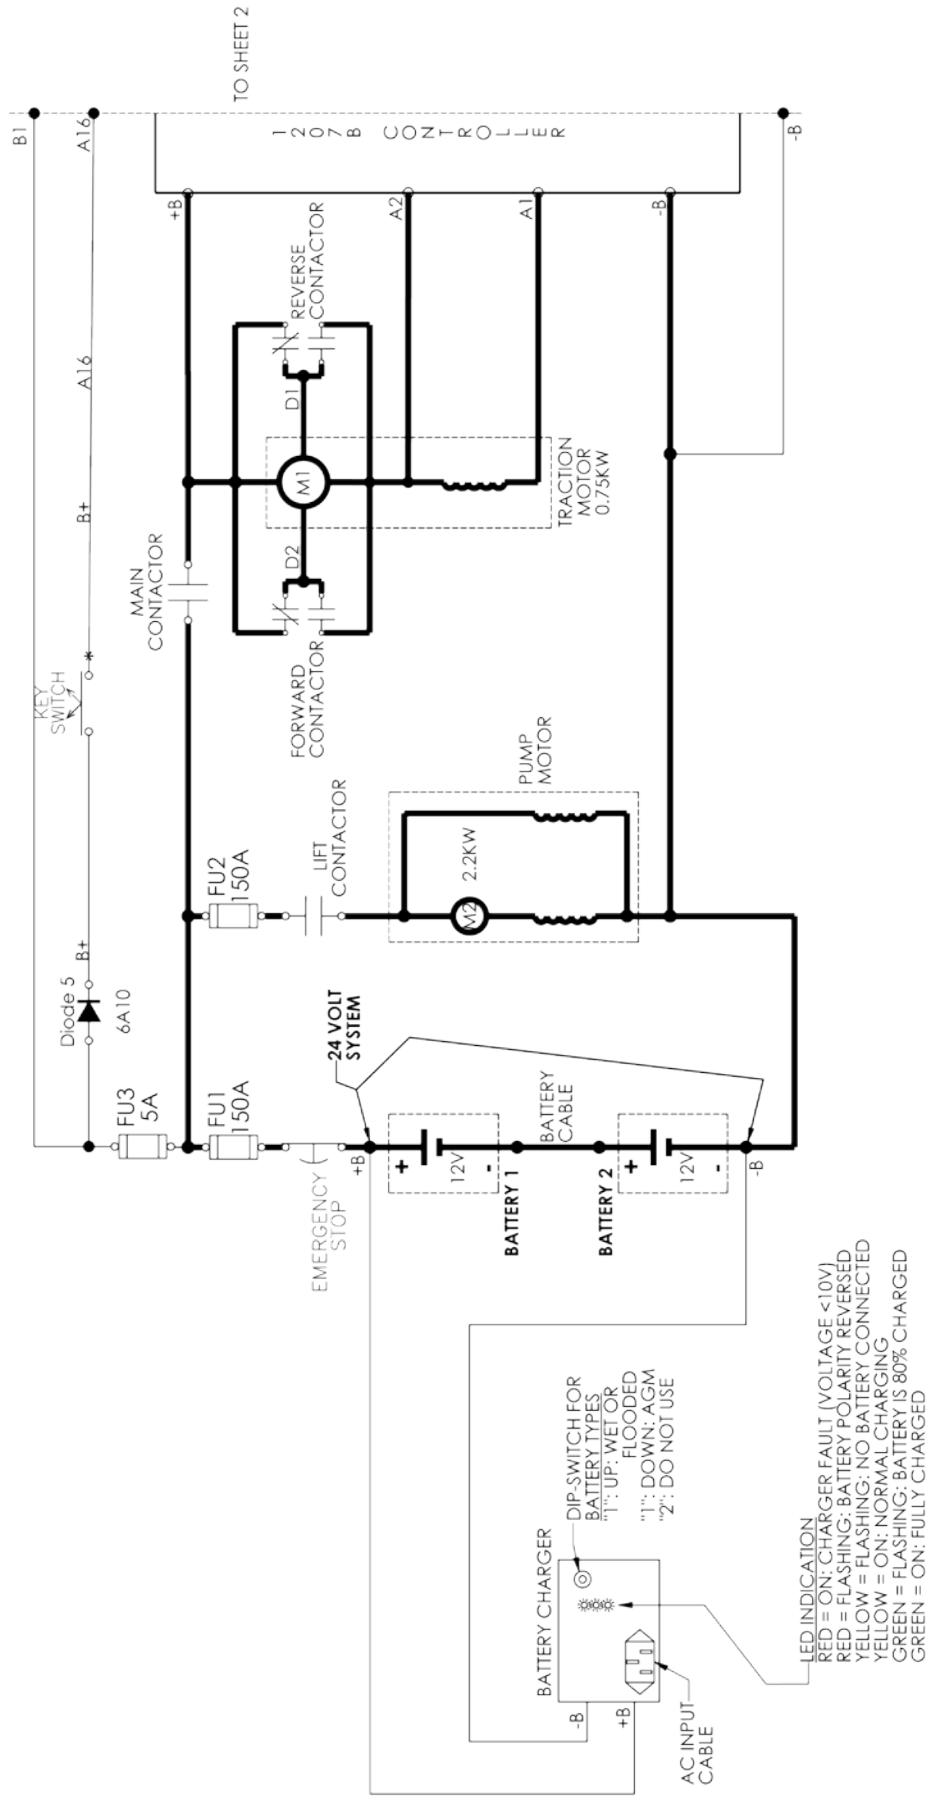 BATTERY CHARGER
-B
+B
AC INPUT
CABLE
DIP-SWITCH FOR
BATTERY TYPES
"1": UP: WET OR
FLOODED
"1": DOWN: AGM
"2": DO NOT USE
LED INDICATION
RED = ON: CHARGER FAULT (VOLTAGE <10V)
RED = FLASHING: BATTERY POLARITY REVERSED
YELLOW = FLASHING: NO BATTERY CONNECTED
YELLOW = ON: NORMAL CHARGING
GREEN = FLASHING: BATTERY IS 80% CHARGED
GREEN = ON: FULLY CHARGED
FU3
5A
FU1
150A
EMERGENCY
STOP
+B
24 VOLT
SYSTEM
+
12V
-
BATTERY 1
BATTERY
CABLE
BATTERY 2
+
12V
-
-B
Diode 5
6A10
B+
FU2
150A
LIFT
CONTACTOR
M2
2.2KW
PUMP
MOTOR
KEY
SWITCH
*
MAIN
CONTACTOR
FORWARD
CONTACTOR
D2
M1
D1
REVERSE
CONTACTOR
TRACTION
MOTOR
0.75KW
B+
A16
B1
A16
+B
A2
A1
-B
-B
1207B CONTROLLER
TO SHEET 2